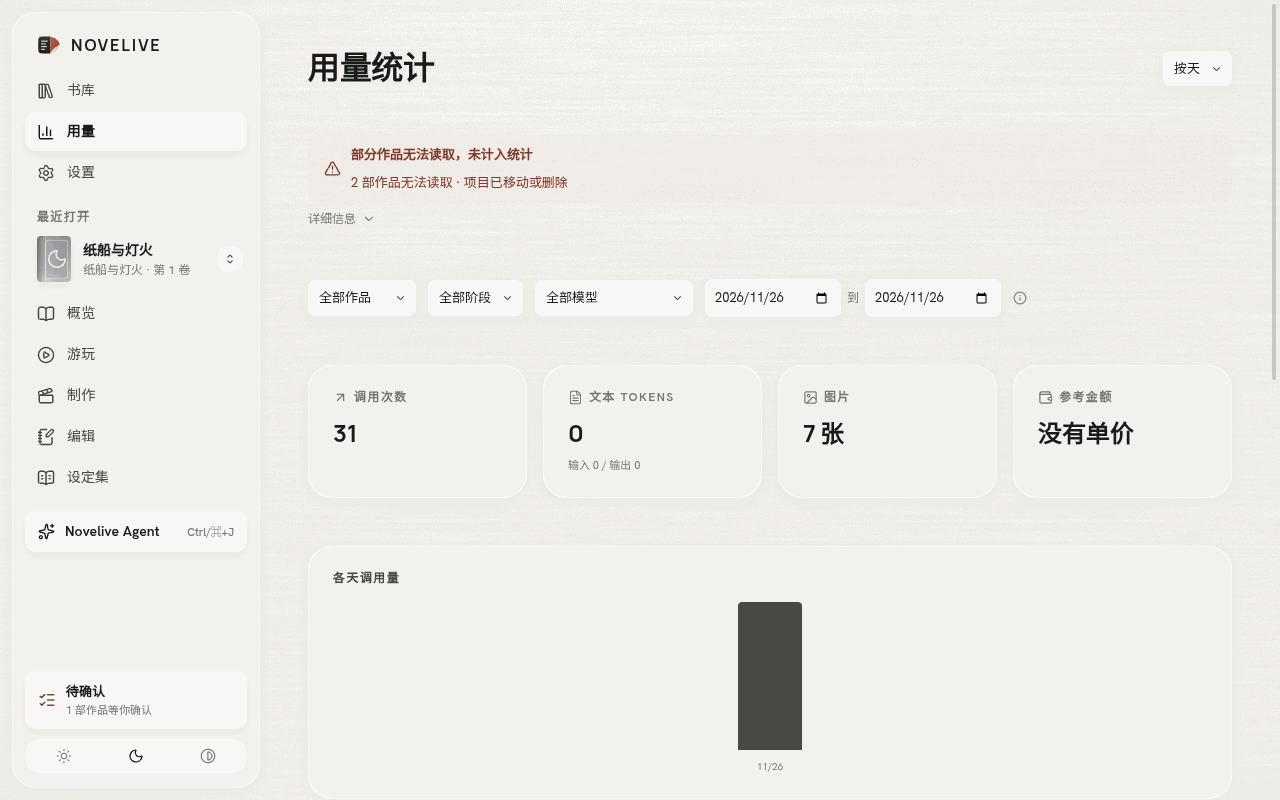 NOVELIVE
书库
用量
设置
最近打开
纸船与灯火
纸船与灯火 · 第 1 卷
概览
游玩
制作
编辑
设定集
Novelive Agent Ctrl/⌘+J
待确认
1 部作品等你确认
用量统计
按天
部分作品无法读取，未计入统计
2 部作品无法读取 · 项目已移动或删除
详细信息
全部作品 全部阶段 全部模型 2026/11/26 到 2026/11/26
调用次数
31
文本 TOKENS
0
输入 0 / 输出 0
图片
7 张
参考金额
没有单价
各天调用量
11/26